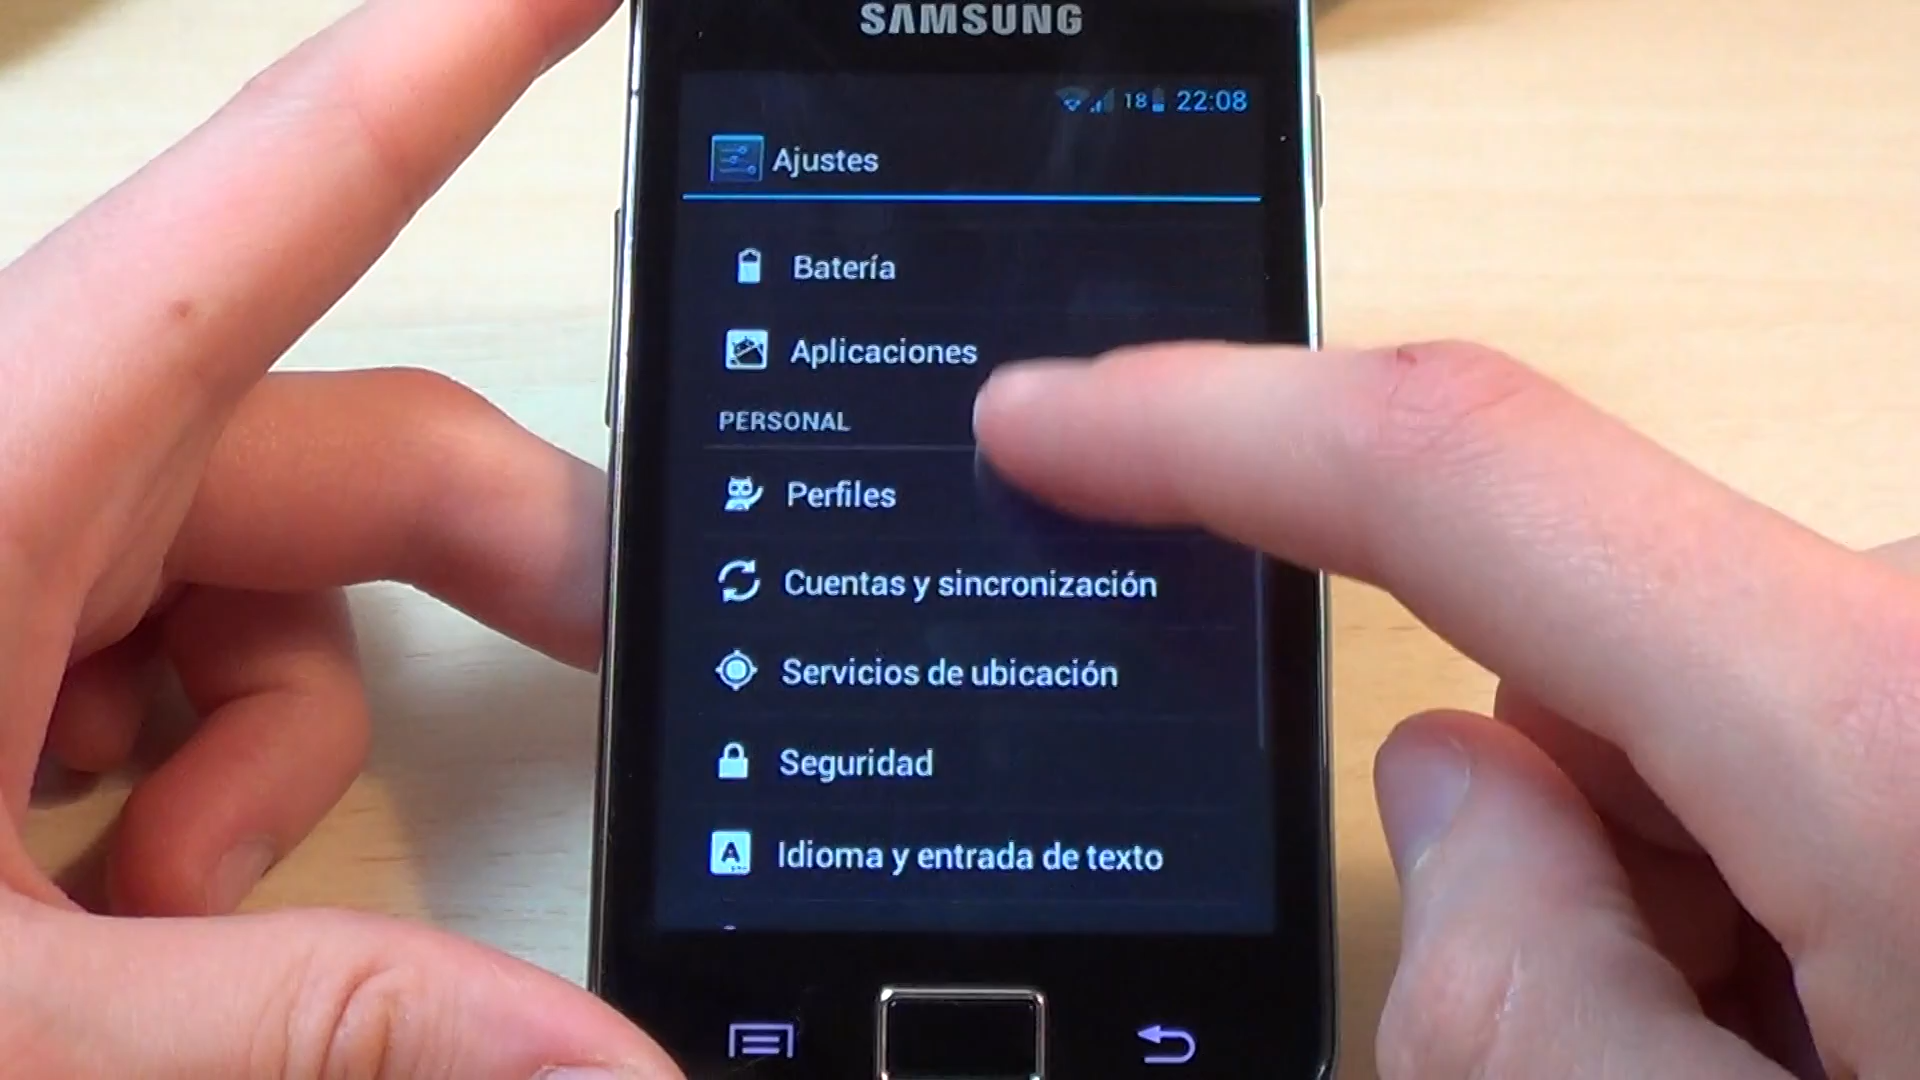 SAMSUNG
18 22:08
Ajustes
Batería
Aplicaciones
PERSONAL
Perfiles
Cuentas y sincronización
Servicios de ubicación
Seguridad
A
Idioma y entrada de texto